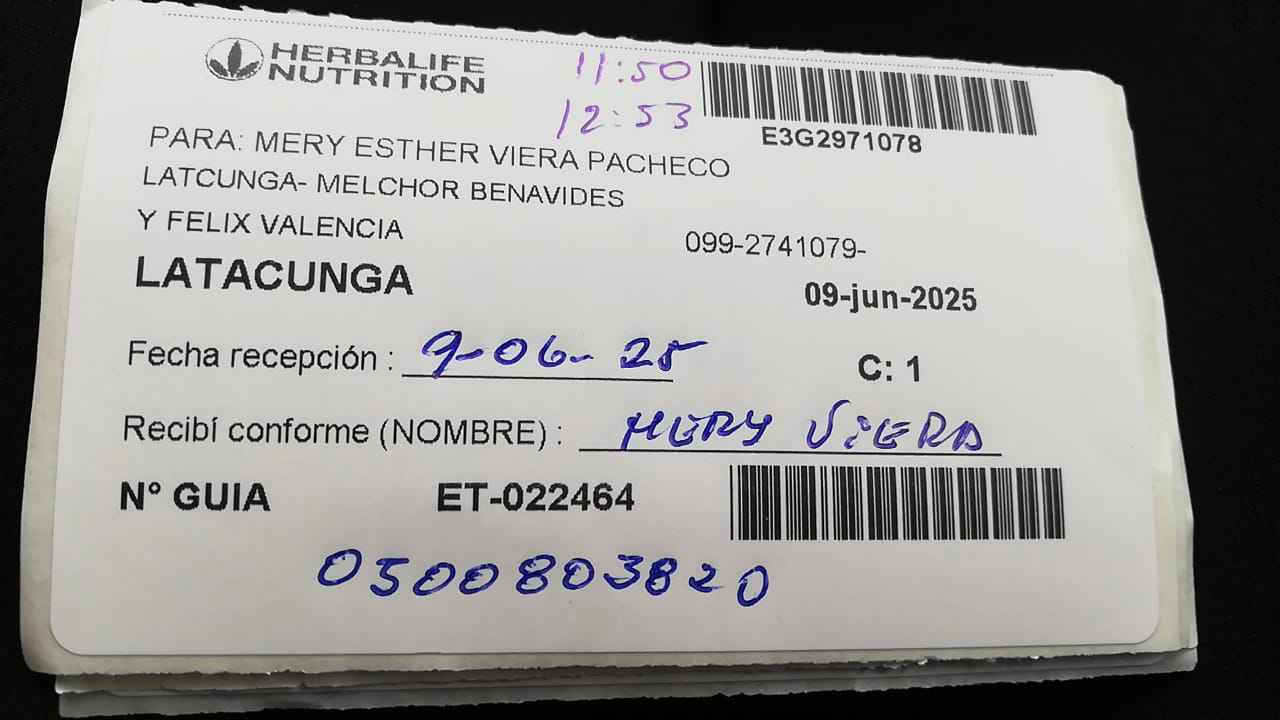 HERBALIFE
NUTRITION
11:50
12:53
E3G2971078
PARA: MERY ESTHER VIERA PACHECO
LATCUNGA- MELCHOR BENAVIDES
Y FELIX VALENCIA
099-2741079-
LATACUNGA
09-jun-2025
Fecha recepción : 9-06-25
C: 1
Recibí conforme (NOMBRE) : MERY ViERA
N° GUIA ET-022464
0500803820